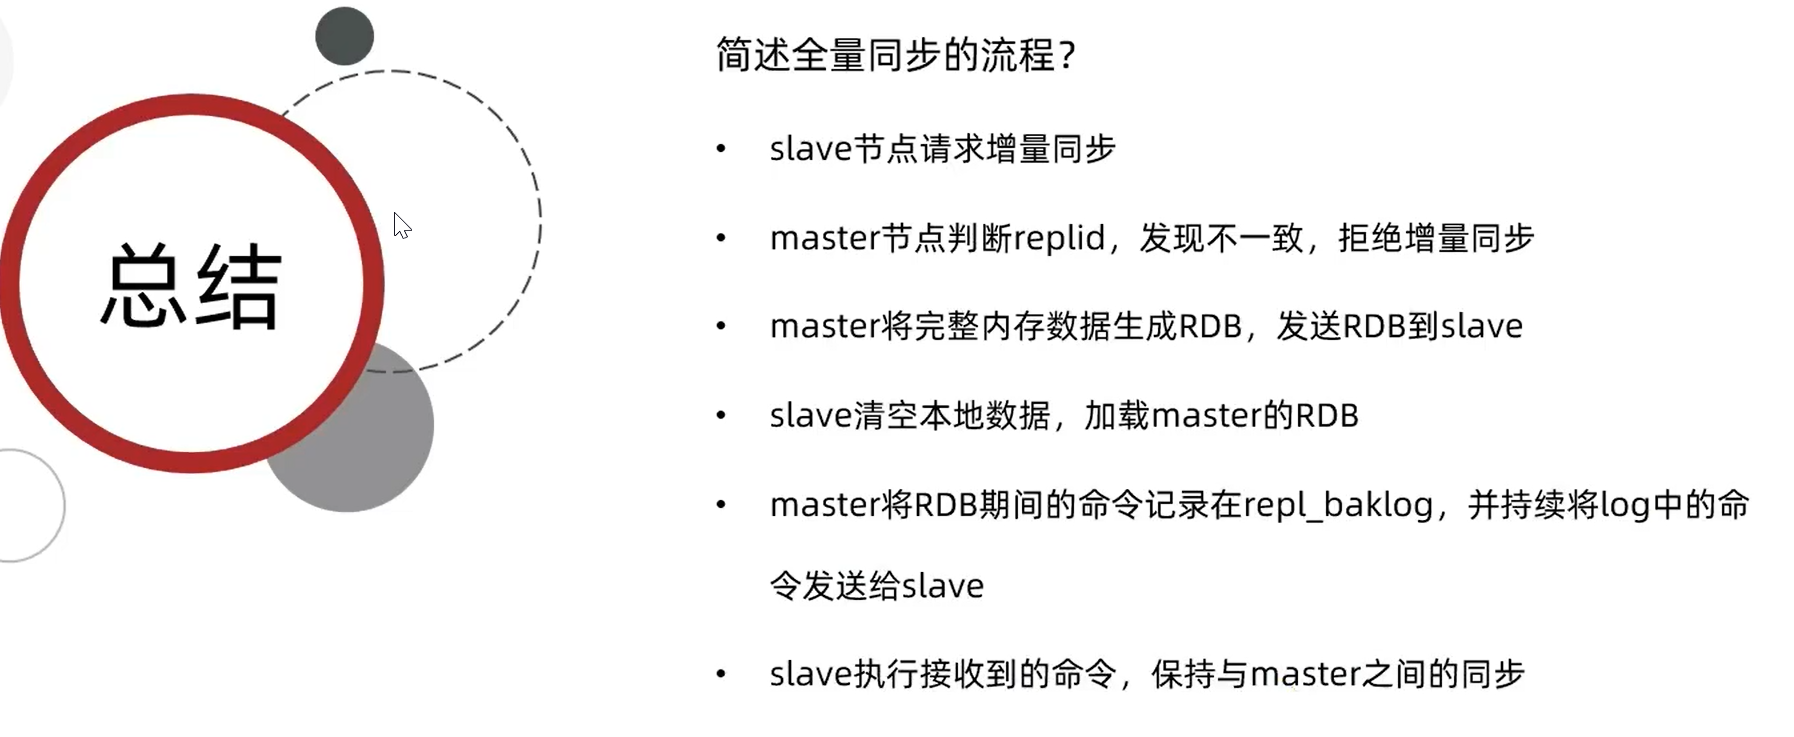 总结
简述全量同步的流程？
• slave节点请求增量同步
• master节点判断replid，发现不一致，拒绝增量同步
• master将完整内存数据生成RDB，发送RDB到slave
• slave清空本地数据，加载master的RDB
• master将RDB期间的命令记录在repl_baklog，并持续将log中的命
令发送给slave
• slave执行接收到的命令，保持与master之间的同步